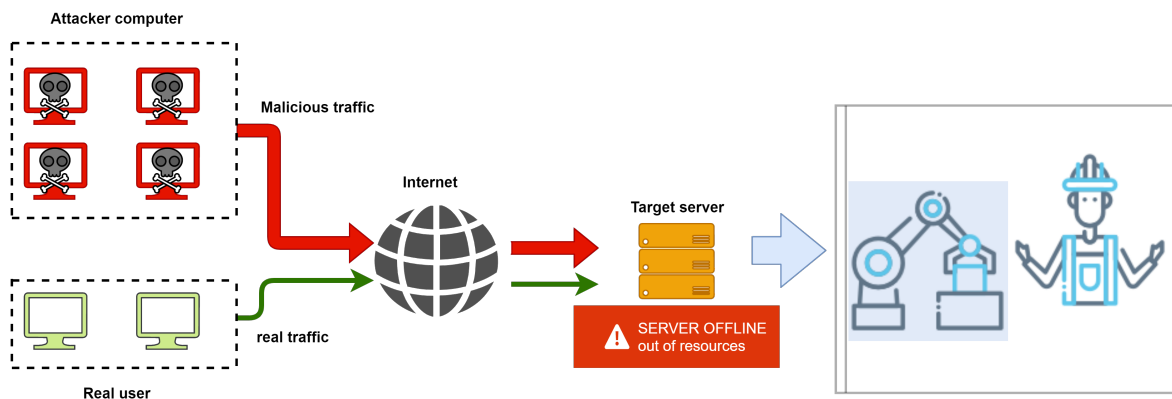 Attacker computer
Malicious traffic
Internet
Target server
SERVER OFFLINE
out of resources
real traffic
Real user